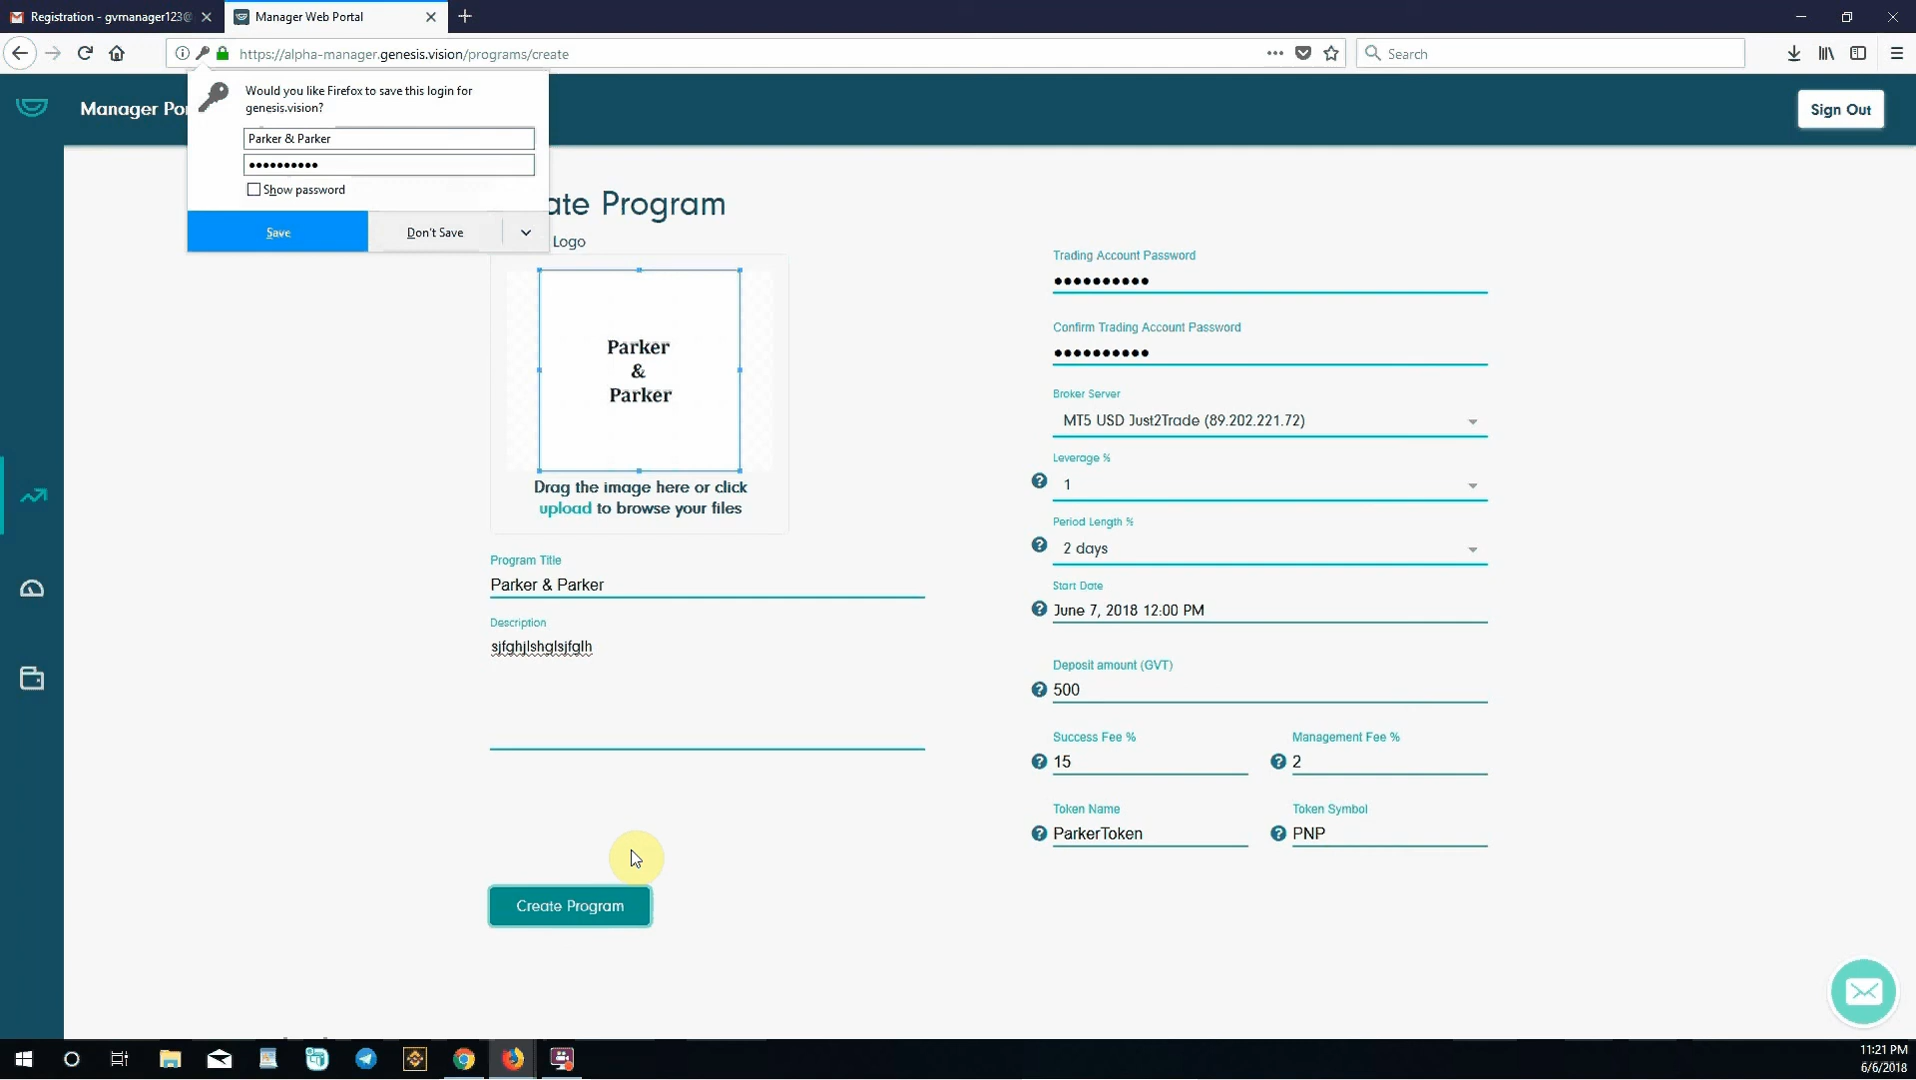 Registration - gvmanager123@
Manager Web Portal
https://alpha-manager.genesis.vision/programs/create
Search
Would you like Firefox to save this login for
genesis.vision?
Parker & Parker
●●●●●●●●●●
Show password
Save
Don't Save
Manager Po
Sign Out
ate Program
Logo
Parker
&
Parker
Drag the image here or click
upload to browse your files
Program Title
Parker & Parker
Description
sjfghjlshglsjfglh
Create Program
Trading Account Password
●●●●●●●●●●
Confirm Trading Account Password
●●●●●●●●●●
Broker Server
MT5 USD Just2Trade (89.202.221.72)
Leverage %
1
Period Length %
2 days
Start Date
June 7, 2018 12:00 PM
Deposit amount (GVT)
500
Success Fee %
15
Management Fee %
2
Token Name
ParkerToken
Token Symbol
PNP
11:21 PM
6/6/2018